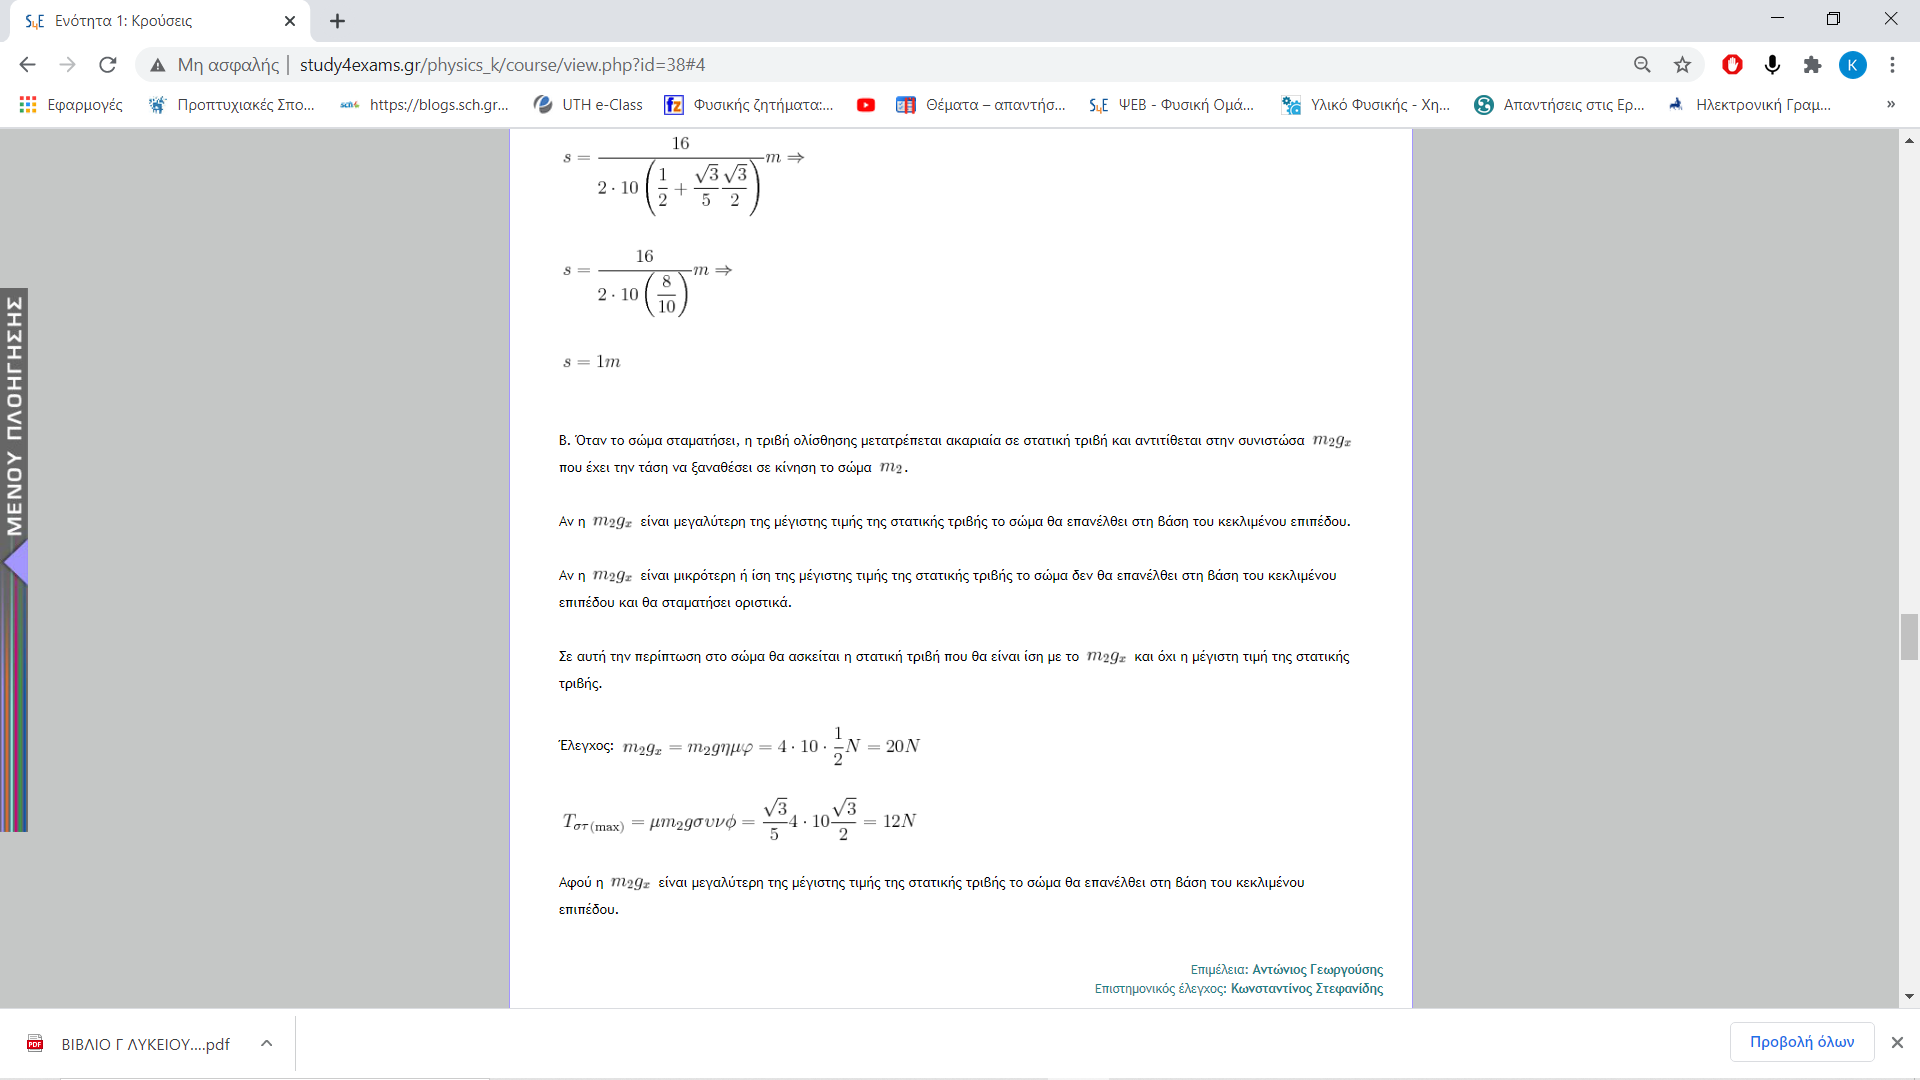 Ενότητα 1: Κρούσεις
Μη ασφαλής | study4exams.gr/physics_k/course/view.php?id=38#4
K
Εφαρμογές Προπτυχιακές Σπο... https://blogs.sch.gr... UTH e-Class Φυσικής ζητήματα:... Θέματα – απαντήσ... ΨΕΒ - Φυσική Ομά... Υλικό Φυσικής - Χη... Απαντήσεις στις Ερ... Ηλεκτρονική Γραμ... »
s = 16 / (2 · 10 (1/2 + √3/5 √3/2)) m ⇒
s = 16 / (2 · 10 (8/10)) m ⇒
s = 1m
ΜΕΝΟΥ ΠΛΟΗΓΗΣΗΣ
Β. Όταν το σώμα σταματήσει, η τριβή ολίσθησης μετατρέπεται ακαριαία σε στατική τριβή και αντιτίθεται στην συνιστώσα m₂gₓ
που έχει την τάση να ξαναθέσει σε κίνηση το σώμα m₂.
Αν η m₂gₓ είναι μεγαλύτερη της μέγιστης τιμής της στατικής τριβής το σώμα θα επανέλθει στη βάση του κεκλιμένου επιπέδου.
Αν η m₂gₓ είναι μικρότερη ή ίση της μέγιστης τιμής της στατικής τριβής το σώμα δεν θα επανέλθει στη βάση του κεκλιμένου
επιπέδου και θα σταματήσει οριστικά.
Σε αυτή την περίπτωση στο σώμα θα ασκείται η στατική τριβή που θα είναι ίση με το m₂gₓ και όχι η μέγιστη τιμή της στατικής
τριβής.
Έλεγχος: m₂gₓ = m₂gημφ = 4 · 10 · 1/2 N = 20N
Tστ(max) = μm₂gσυνϕ = √3/5 4 · 10 √3/2 = 12N
Αφού η m₂gₓ είναι μεγαλύτερη της μέγιστης τιμής της στατικής τριβής το σώμα θα επανέλθει στη βάση του κεκλιμένου
επιπέδου.
Επιμέλεια: Αντώνιος Γεωργούσης
Επιστημονικός έλεγχος: Κωνσταντίνος Στεφανίδης
ΒΙΒΛΙΟ Γ ΛΥΚΕΙΟΥ....pdf
Προβολή όλων